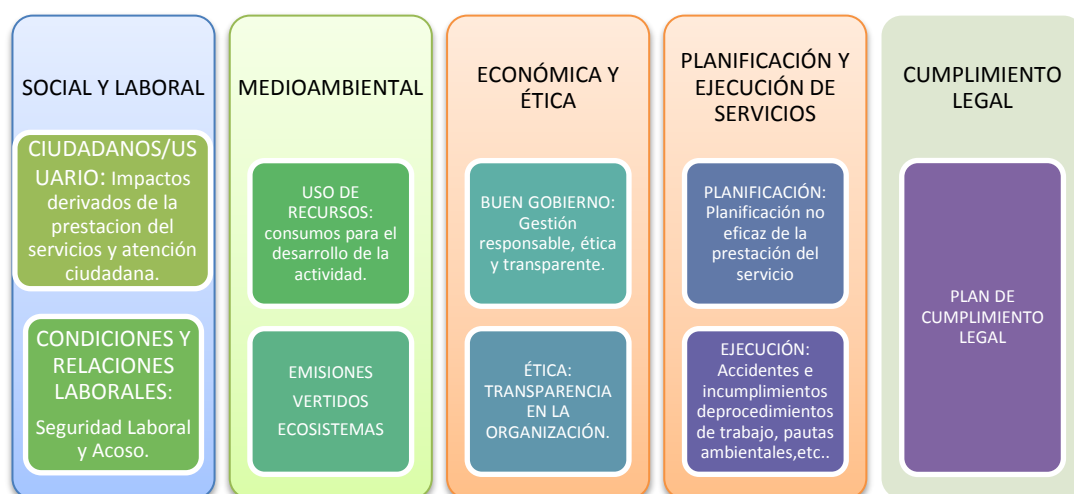 SOCIAL Y LABORAL
CIUDADANOS/US
UARIO: Impactos
derivados de la
prestacion del
servicios y atención
ciudadana.
CONDICIONES Y
RELACIONES
LABORALES:
Seguridad Laboral
y Acoso.
MEDIOAMBIENTAL
USO DE
RECURSOS:
consumos para el
desarrollo de la
actividad.
EMISIONES
VERTIDOS
ECOSISTEMAS
ECONÓMICA Y
ÉTICA
BUEN GOBIERNO:
Gestión
responsable, ética
y transparente.
ÉTICA:
TRANSPARENCIA
EN LA
ORGANIZACIÓN.
PLANIFICACIÓN Y
EJECUCIÓN DE
SERVICIOS
PLANIFICACIÓN:
Planificación no
eficaz de la
prestación del
servicio
EJECUCIÓN:
Accidentes e
incumplimientos
deprocedimientos
de trabajo, pautas
ambientales,etc..
CUMPLIMIENTO
LEGAL
PLAN DE
CUMPLIMIENTO
LEGAL